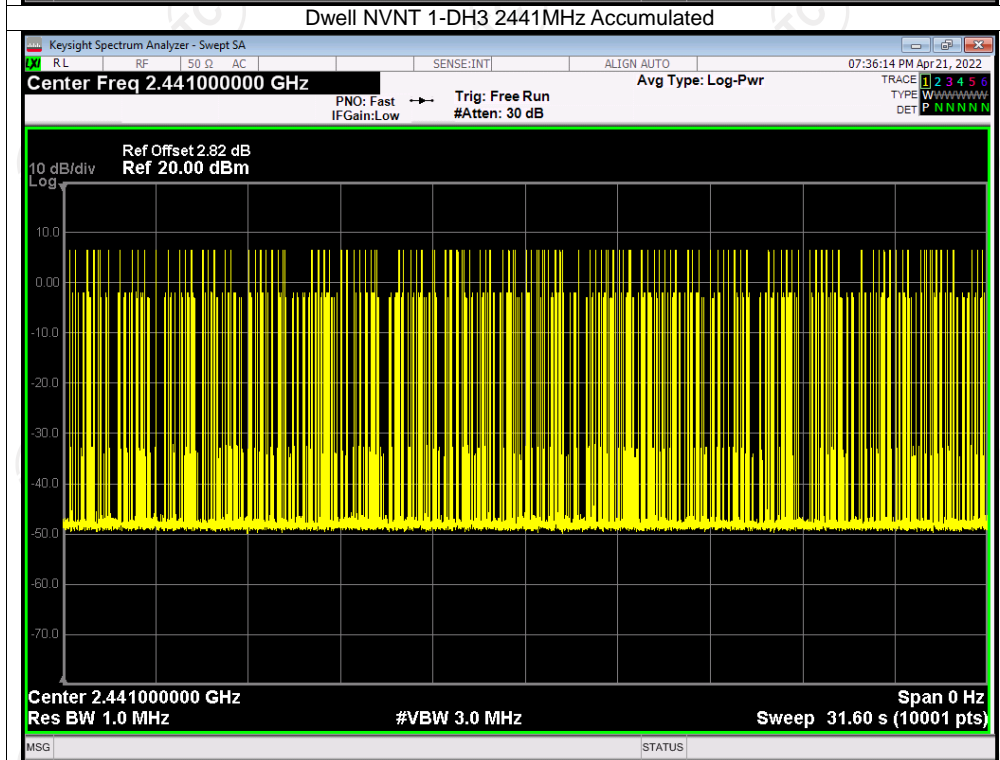 Dwell NVNT 1-DH3 2441MHz Accumulated
Keysight Spectrum Analyzer - Swept SA
LXI RL RF 50 Ω AC SENSE:INT ALIGN AUTO 07:36:14 PM Apr 21, 2022
Center Freq 2.441000000 GHz Avg Type: Log-Pwr TRACE 1 2 3 4 5 6
PNO: Fast Trig: Free Run TYPE W
IFGain:Low #Atten: 30 dB DET P N N N N N
Ref Offset 2.82 dB
10 dB/div Ref 20.00 dBm
Log
10.0
0.00
-10.0
-20.0
-30.0
-40.0
-50.0
-60.0
-70.0
Center 2.441000000 GHz Span 0 Hz
Res BW 1.0 MHz #VBW 3.0 MHz Sweep 31.60 s (10001 pts)
MSG STATUS